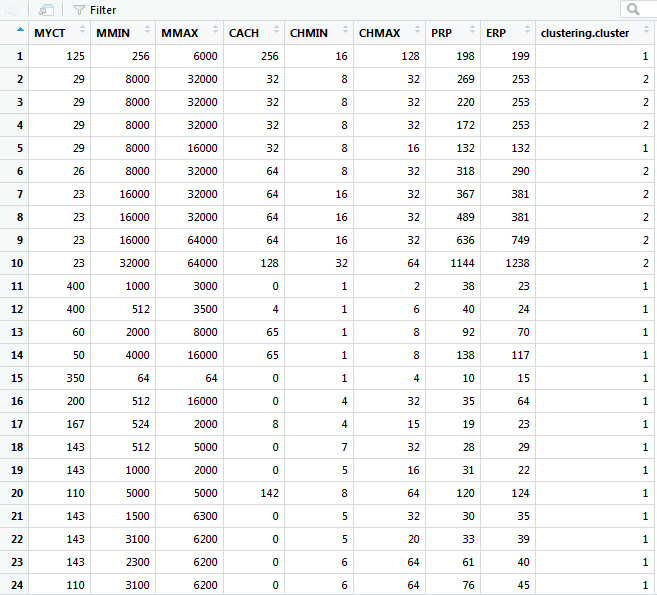 Filter
MYCT MMIN MMAX CACH CHMIN CHMAX PRP ERP clustering.cluster
1 125 256 6000 256 16 128 198 199 1
2 29 8000 32000 32 8 32 269 253 2
3 29 8000 32000 32 8 32 220 253 2
4 29 8000 32000 32 8 32 172 253 2
5 29 8000 16000 32 8 16 132 132 1
6 26 8000 32000 64 8 32 318 290 2
7 23 16000 32000 64 16 32 367 381 2
8 23 16000 32000 64 16 32 489 381 2
9 23 16000 64000 64 16 32 636 749 2
10 23 32000 64000 128 32 64 1144 1238 2
11 400 1000 3000 0 1 2 38 23 1
12 400 512 3500 4 1 6 40 24 1
13 60 2000 8000 65 1 8 92 70 1
14 50 4000 16000 65 1 8 138 117 1
15 350 64 64 0 1 4 10 15 1
16 200 512 16000 0 4 32 35 64 1
17 167 524 2000 8 4 15 19 23 1
18 143 512 5000 0 7 32 28 29 1
19 143 1000 2000 0 5 16 31 22 1
20 110 5000 5000 142 8 64 120 124 1
21 143 1500 6300 0 5 32 30 35 1
22 143 3100 6200 0 5 20 33 39 1
23 143 2300 6200 0 6 64 61 40 1
24 110 3100 6200 0 6 64 76 45 1